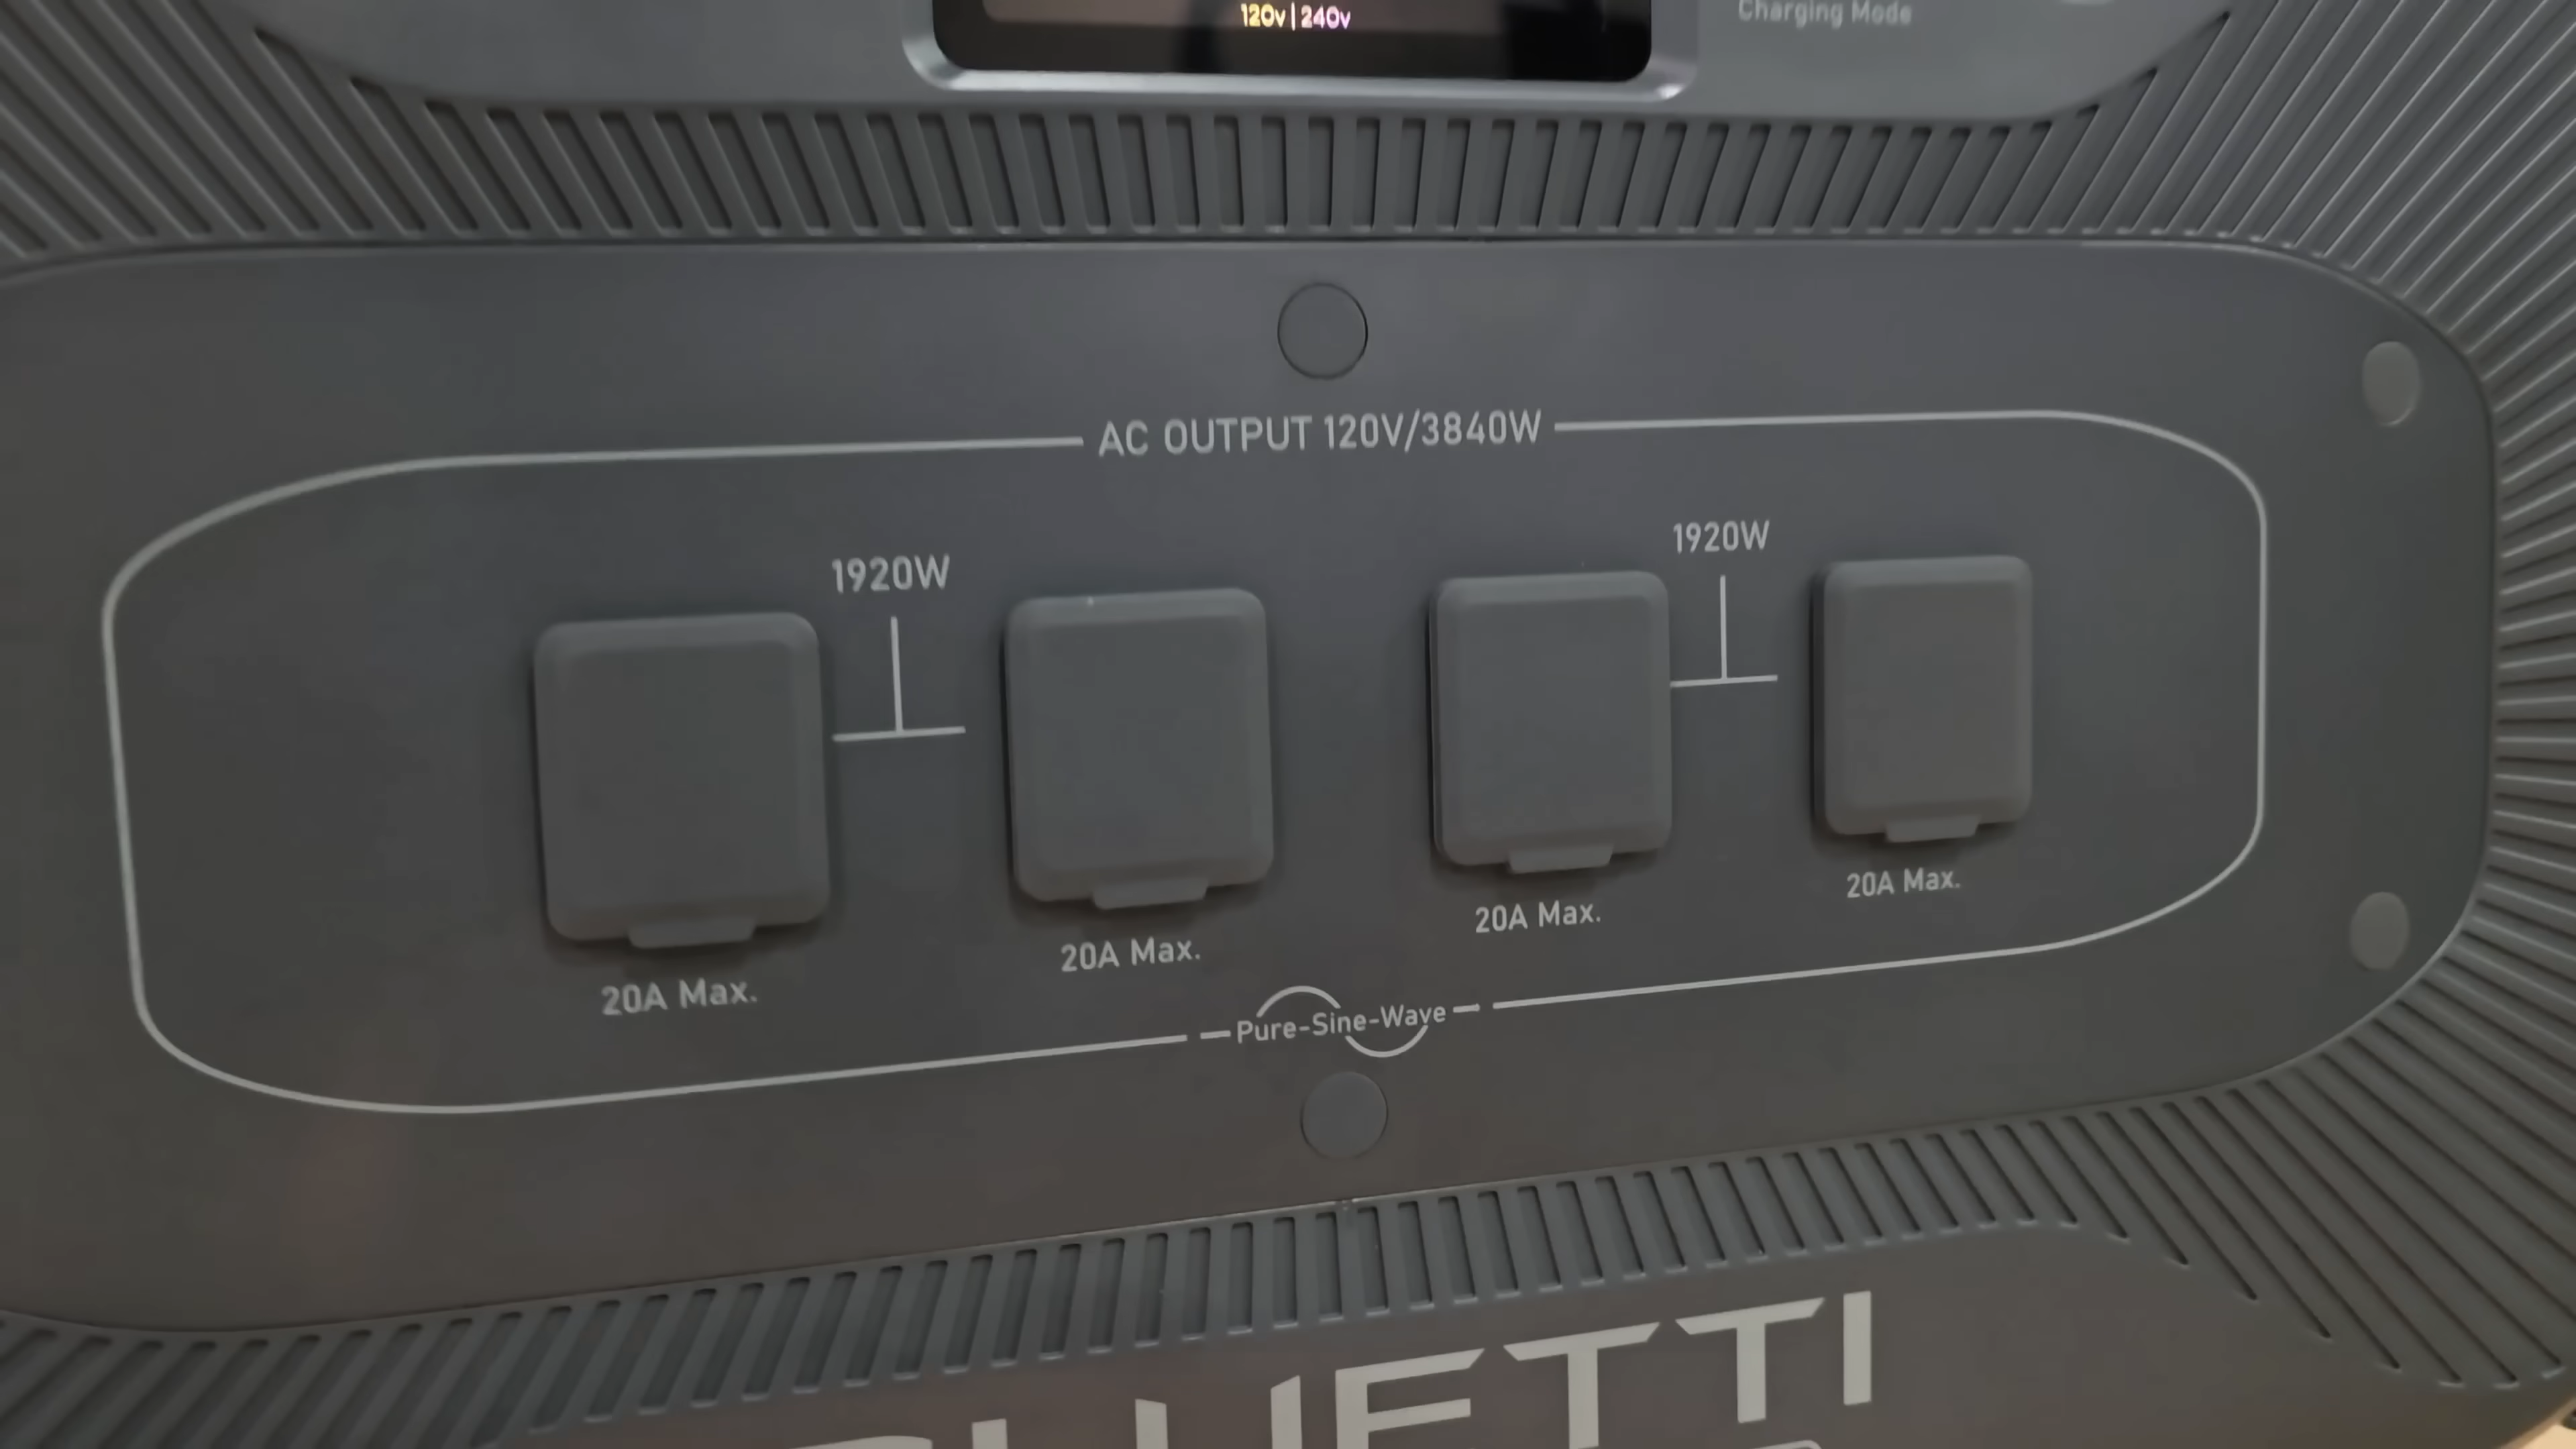 120v|240v
Charging Mode
AC OUTPUT 120V/3840W
1920W
1920W
20A Max.
20A Max.
20A Max.
20A Max.
Pure-Sine-Wave
BLUETTI